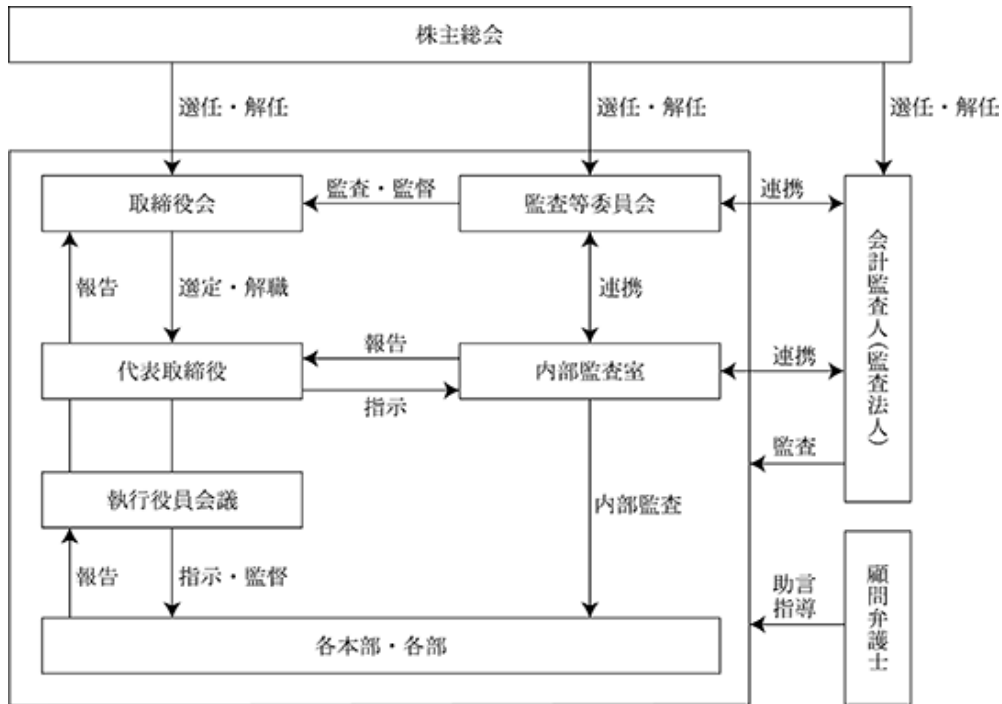 株主総会
選任・解任
選任・解任
選任・解任
取締役会
監査・監督
監査等委員会
連携
会計監査人(監査法人)
報告
選定・解職
連携
代表取締役
報告
指示
内部監査室
連携
監査
執行役員会議
内部監査
報告
指示・監督
助言
指導
顧問弁護士
各本部・各部